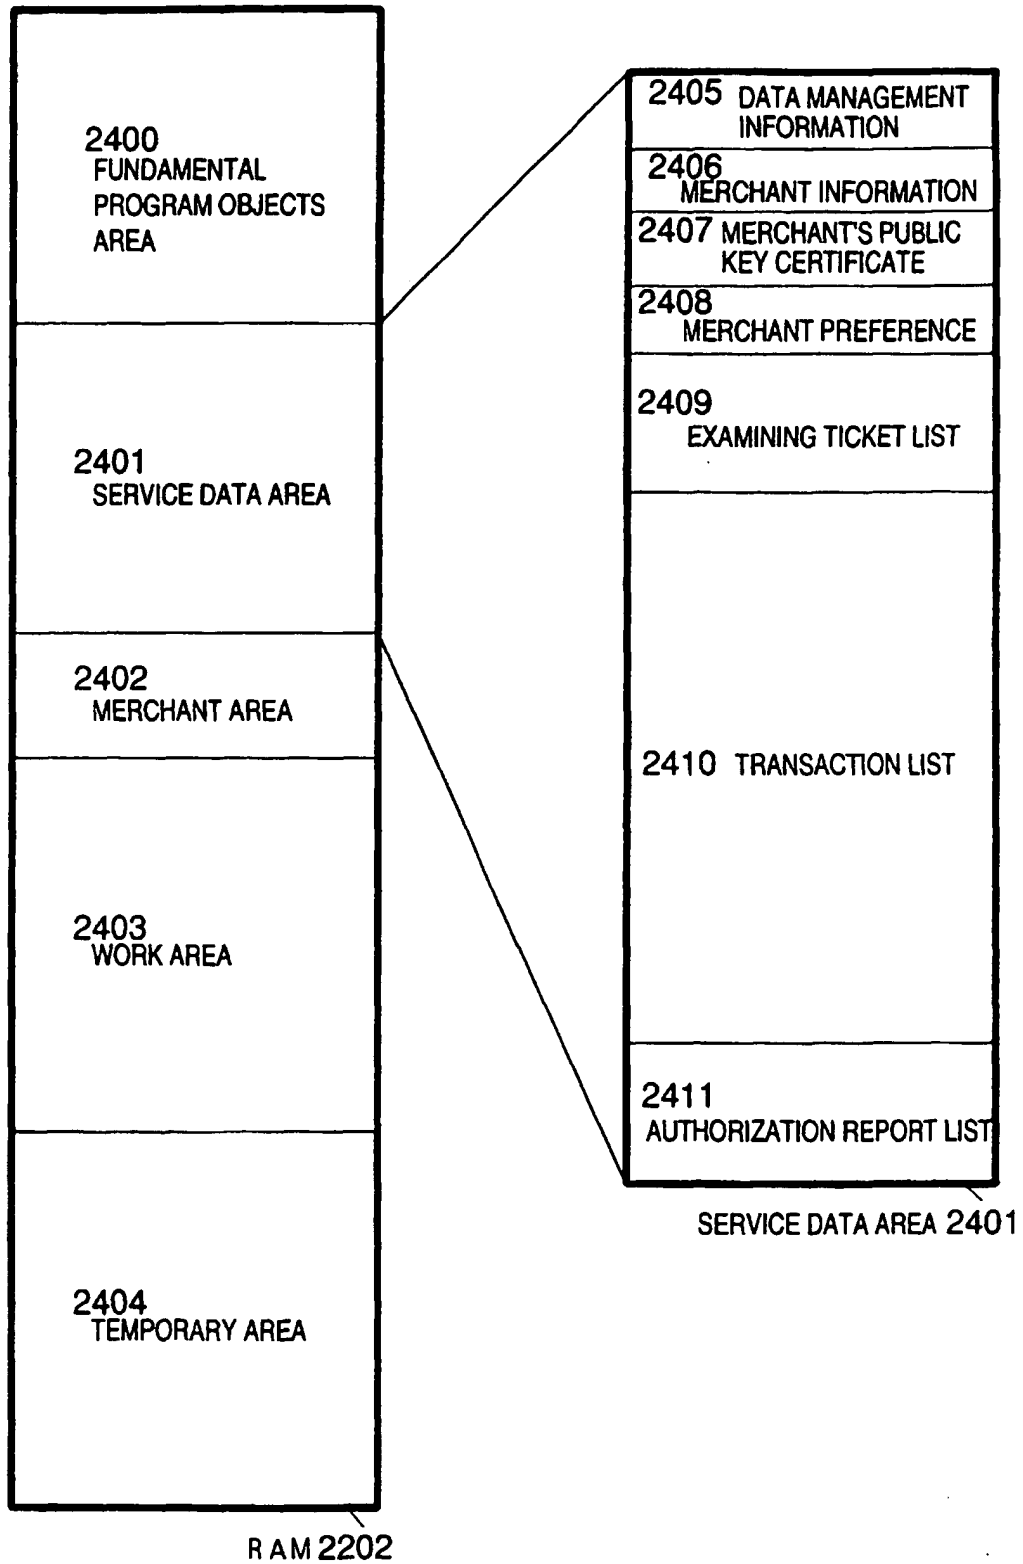 2400
FUNDAMENTAL
PROGRAM OBJECTS
AREA
2401
SERVICE DATA AREA
2402
MERCHANT AREA
2403
WORK AREA
2404
TEMPORARY AREA
RAM 2202
2405 DATA MANAGEMENT
INFORMATION
2406
MERCHANT INFORMATION
2407 MERCHANT'S PUBLIC
KEY CERTIFICATE
2408
MERCHANT PREFERENCE
2409
EXAMINING TICKET LIST
2410 TRANSACTION LIST
2411
AUTHORIZATION REPORT LIST
SERVICE DATA AREA 2401